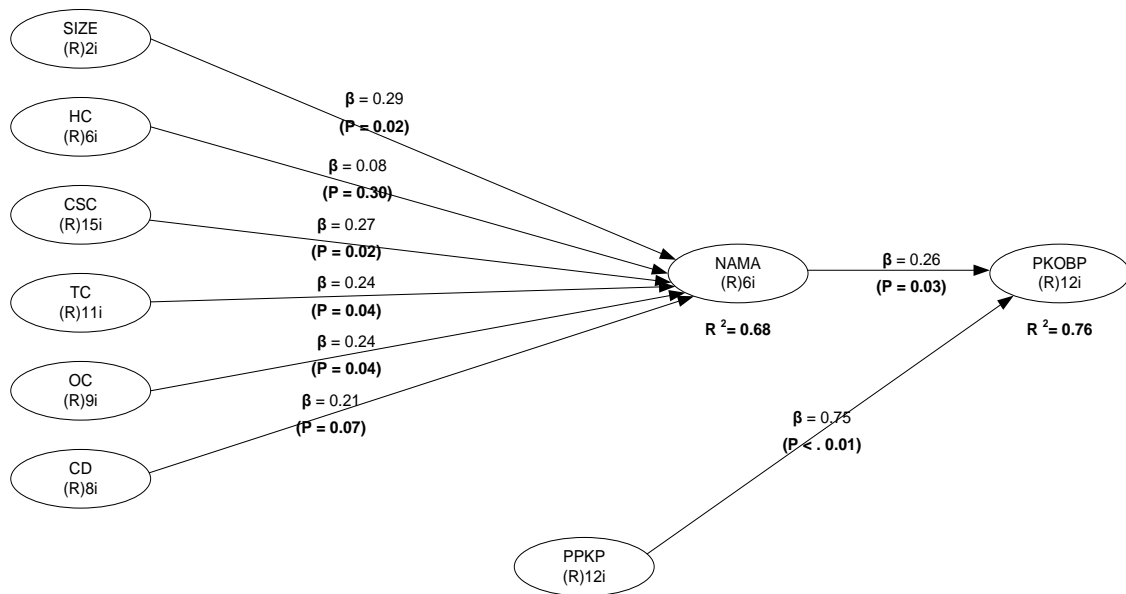 SIZE
(R)2i
β = 0.29
(P = 0.02)
HC
(R)6i
β = 0.08
(P = 0.30)
CSC
(R)15i
β = 0.27
(P = 0.02)
TC
(R)11i
β = 0.24
(P = 0.04)
OC
(R)9i
β = 0.24
(P = 0.04)
CD
(R)8i
β = 0.21
(P = 0.07)
NAMA
(R)6i
R ²= 0.68
β = 0.26
(P = 0.03)
PKOBP
(R)12i
R ²= 0.76
β = 0.75
(P < . 0.01)
PPKP
(R)12i